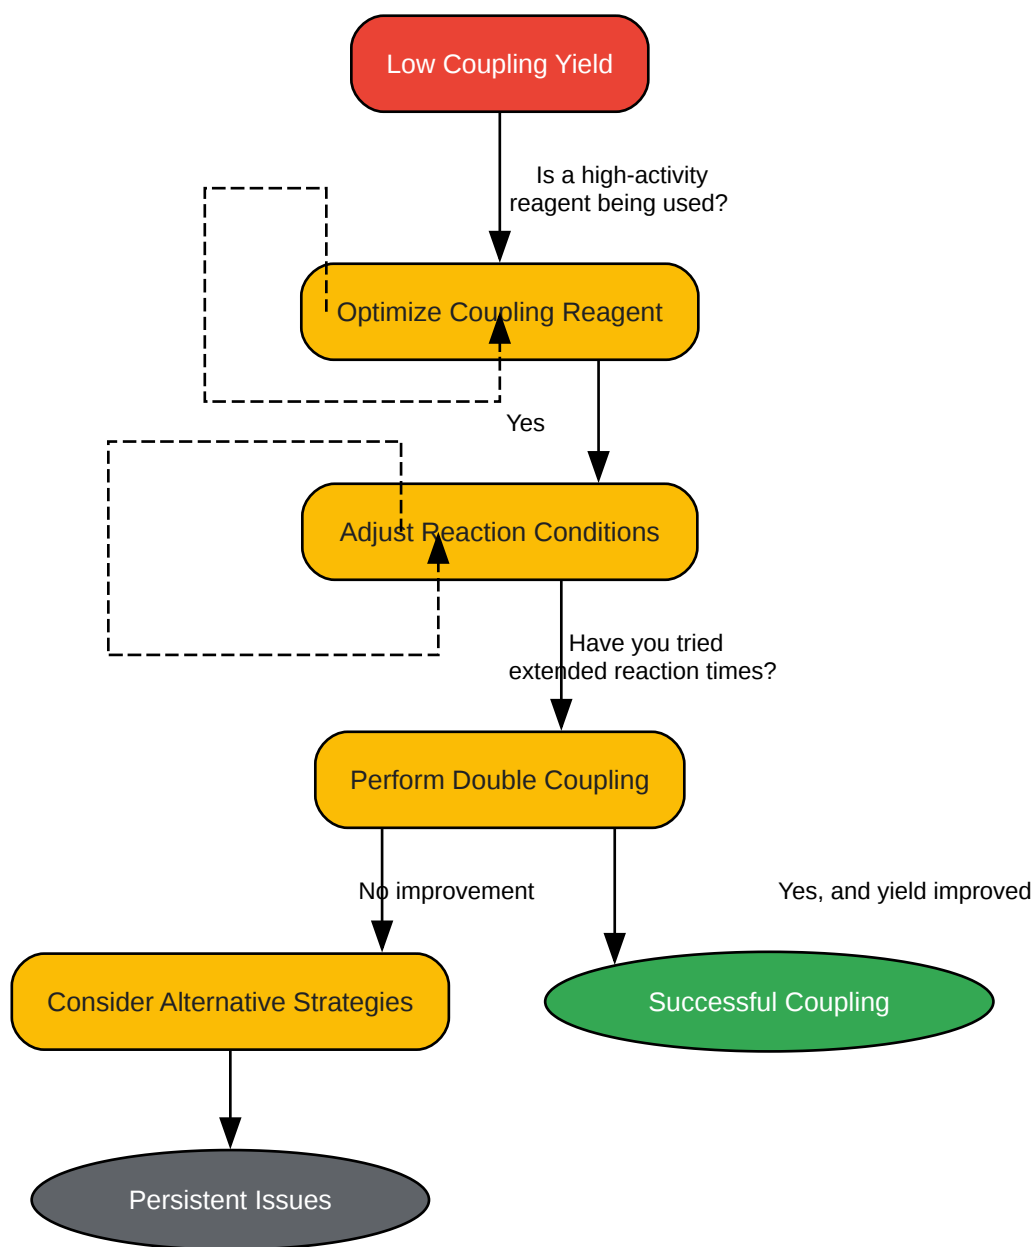 Low Coupling Yield
Is a high-activity
reagent being used?
Optimize Coupling Reagent
Yes
Adjust Reaction Conditions
Have you tried
extended reaction times?
Perform Double Coupling
No improvement
Yes, and yield improved
Consider Alternative Strategies
Successful Coupling
Persistent Issues